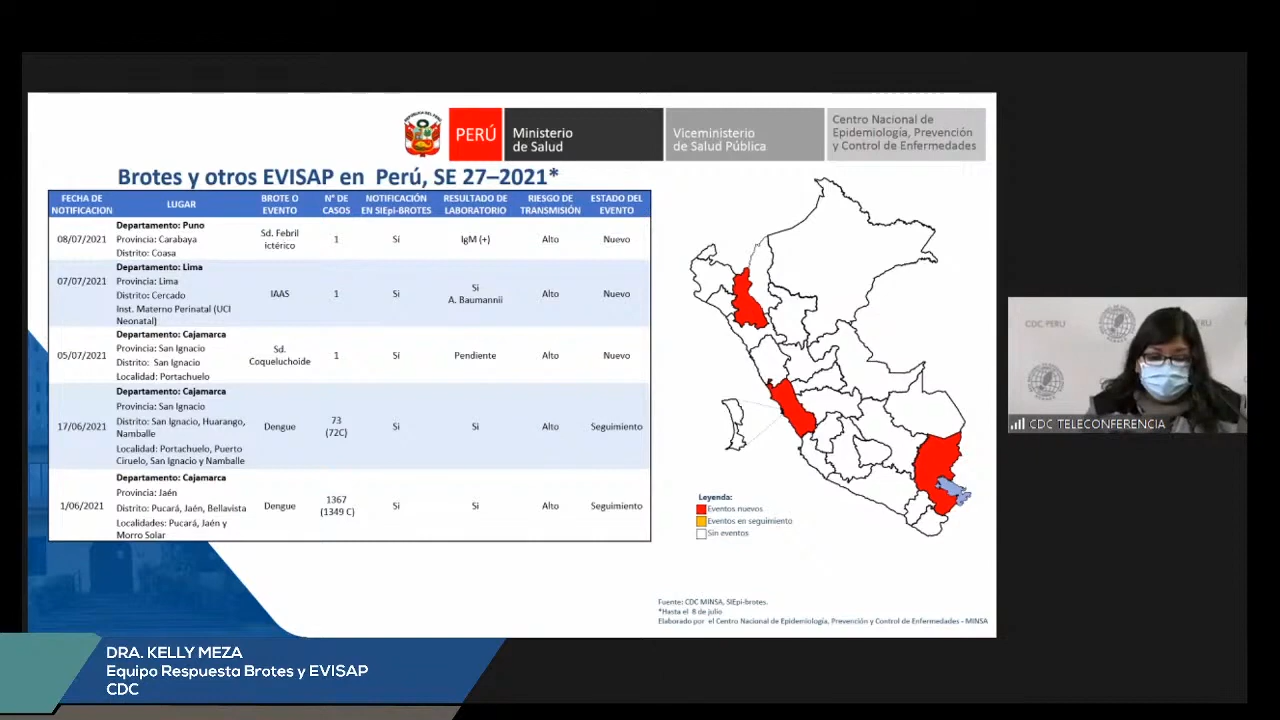 REPÚBLICA DEL PERÚ
PERÚ
Ministerio
de Salud
Viceministerio
de Salud Pública
Centro Nacional de
Epidemiología, Prevención
y Control de Enfermedades
Brotes y otros EVISAP en Perú, SE 27–2021*
FECHA DE NOTIFICACION LUGAR BROTE O EVENTO N° DE CASOS NOTIFICACIÓN EN SIEpi-BROTES RESULTADO DE LABORATORIO RIESGO DE TRANSMISIÓN ESTADO DEL EVENTO
08/07/2021
Departamento: Puno
Provincia: Carabaya
Distrito: Coasa
Sd. Febril
ictérico
1
Sí
IgM (+)
Alto
Nuevo
07/07/2021
Departamento: Lima
Provincia: Lima
Distrito: Cercado
Inst. Materno Perinatal (UCI
Neonatal)
IAAS
1
Si
Si
A. Baumannii
Alto
Nuevo
05/07/2021
Departamento: Cajamarca
Provincia: San Ignacio
Distrito: San Ignacio
Localidad: Portachuelo
Sd.
Coqueluchoide
1
Sí
Pendiente
Alto
Nuevo
17/06/2021
Departamento: Cajamarca
Provincia: San Ignacio
Distrito: San Ignacio, Huarango,
Namballe
Localidad: Portachuelo, Puerto
Ciruelo, San Ignacio y Namballe
Dengue
73
(72C)
Si
Si
Alto
Seguimiento
1/06/2021
Departamento: Cajamarca
Provincia: Jaén
Distrito: Pucará, Jaén, Bellavista
Localidades: Pucará, Jaén y
Morro Solar
Dengue
1367
(1349 C)
Si
Si
Alto
Seguimiento
Leyenda:
Eventos nuevos
Eventos en seguimiento
Sin eventos
Fuente: CDC MINSA, SIEpi-brotes.
*Hasta el 8 de julio
Elaborado por el Centro Nacional de Epidemiología, Prevención y Control de Enfermedades - MINSA
CDC PERU
CDC TELECONFERENCIA
DRA. KELLY MEZA
Equipo Respuesta Brotes y EVISAP
CDC